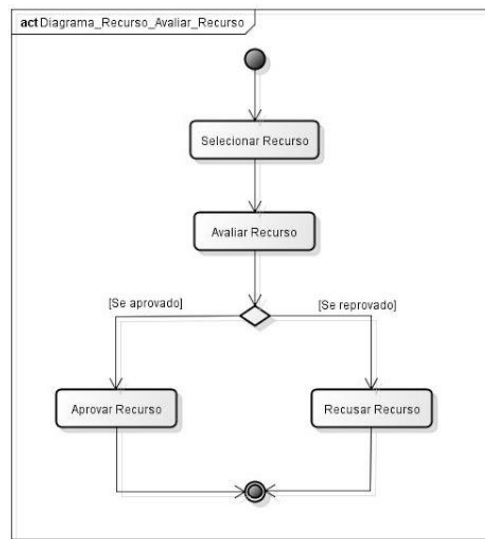 act Diagrama_Recurso_Avaliar_Recurso
Selecionar Recurso
Avaliar Recurso
[Se aprovado]
[Se reprovado]
Aprovar Recurso
Recusar Recurso